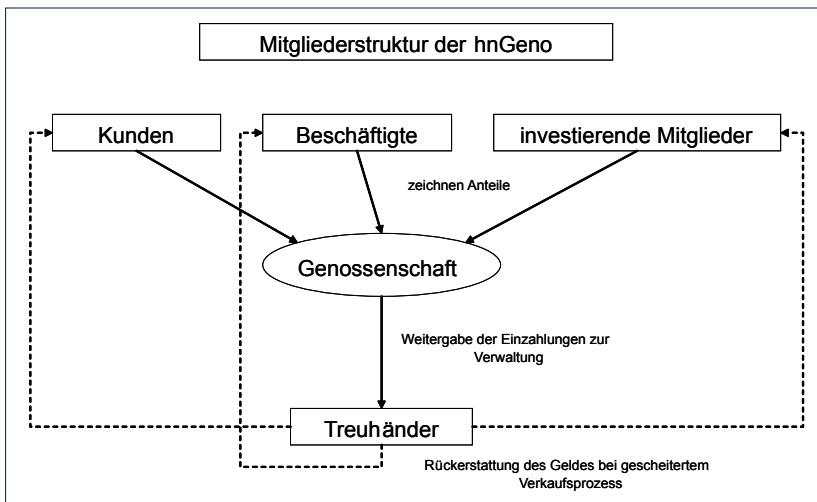 Mitgliederstruktur der hnGeno
Kunden
Beschäftigte
investierende Mitglieder
zeichnen Anteile
Genossenschaft
Weitergabe der Einzahlungen zur
Verwaltung
Treuhänder
Rückerstattung des Geldes bei gescheitertem
Verkaufsprozess